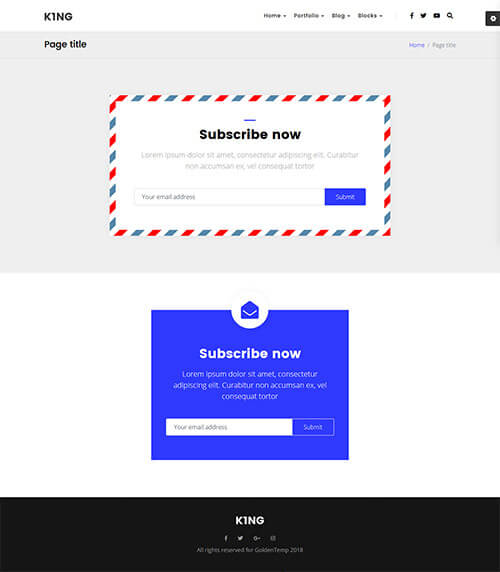 K1NG
Home Portfolio Blog Blocks
Page title
Home / Page title
Subscribe now
Lorem ipsum dolor sit amet, consectetur adipiscing elit. Curabitur
non accumsan ex, vel consequat tortor
Your email address
Submit
Subscribe now
Lorem ipsum dolor sit amet, consectetur
adipiscing elit. Curabitur non accumsan ex, vel
consequat tortor
Your email address
Submit
K1NG
All rights reserved for GoldenTemp 2018